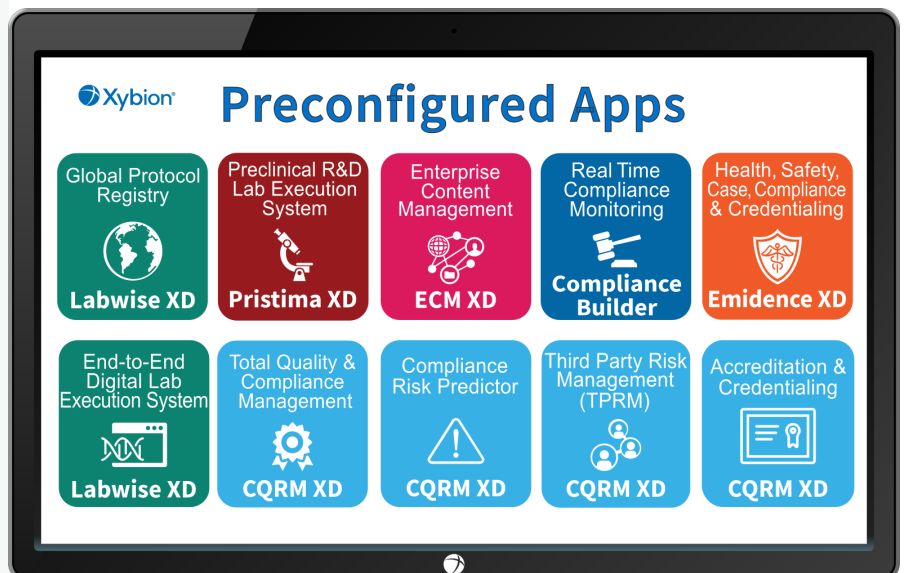 Xybion®
Preconfigured Apps
Global Protocol
Registry
Labwise XD
Preclinical R&D
Lab Execution
System
Pristima XD
Enterprise
Content
Management
ECM XD
Real Time
Compliance
Monitoring
Compliance
Builder
Health, Safety,
Case, Compliance
& Credentialing
Emidence XD
End-to-End
Digital Lab
Execution System
Labwise XD
Total Quality &
Compliance
Management
CQRM XD
Compliance
Risk Predictor
CQRM XD
Third Party Risk
Management
(TPRM)
CQRM XD
Accreditation &
Credentialing
CQRM XD